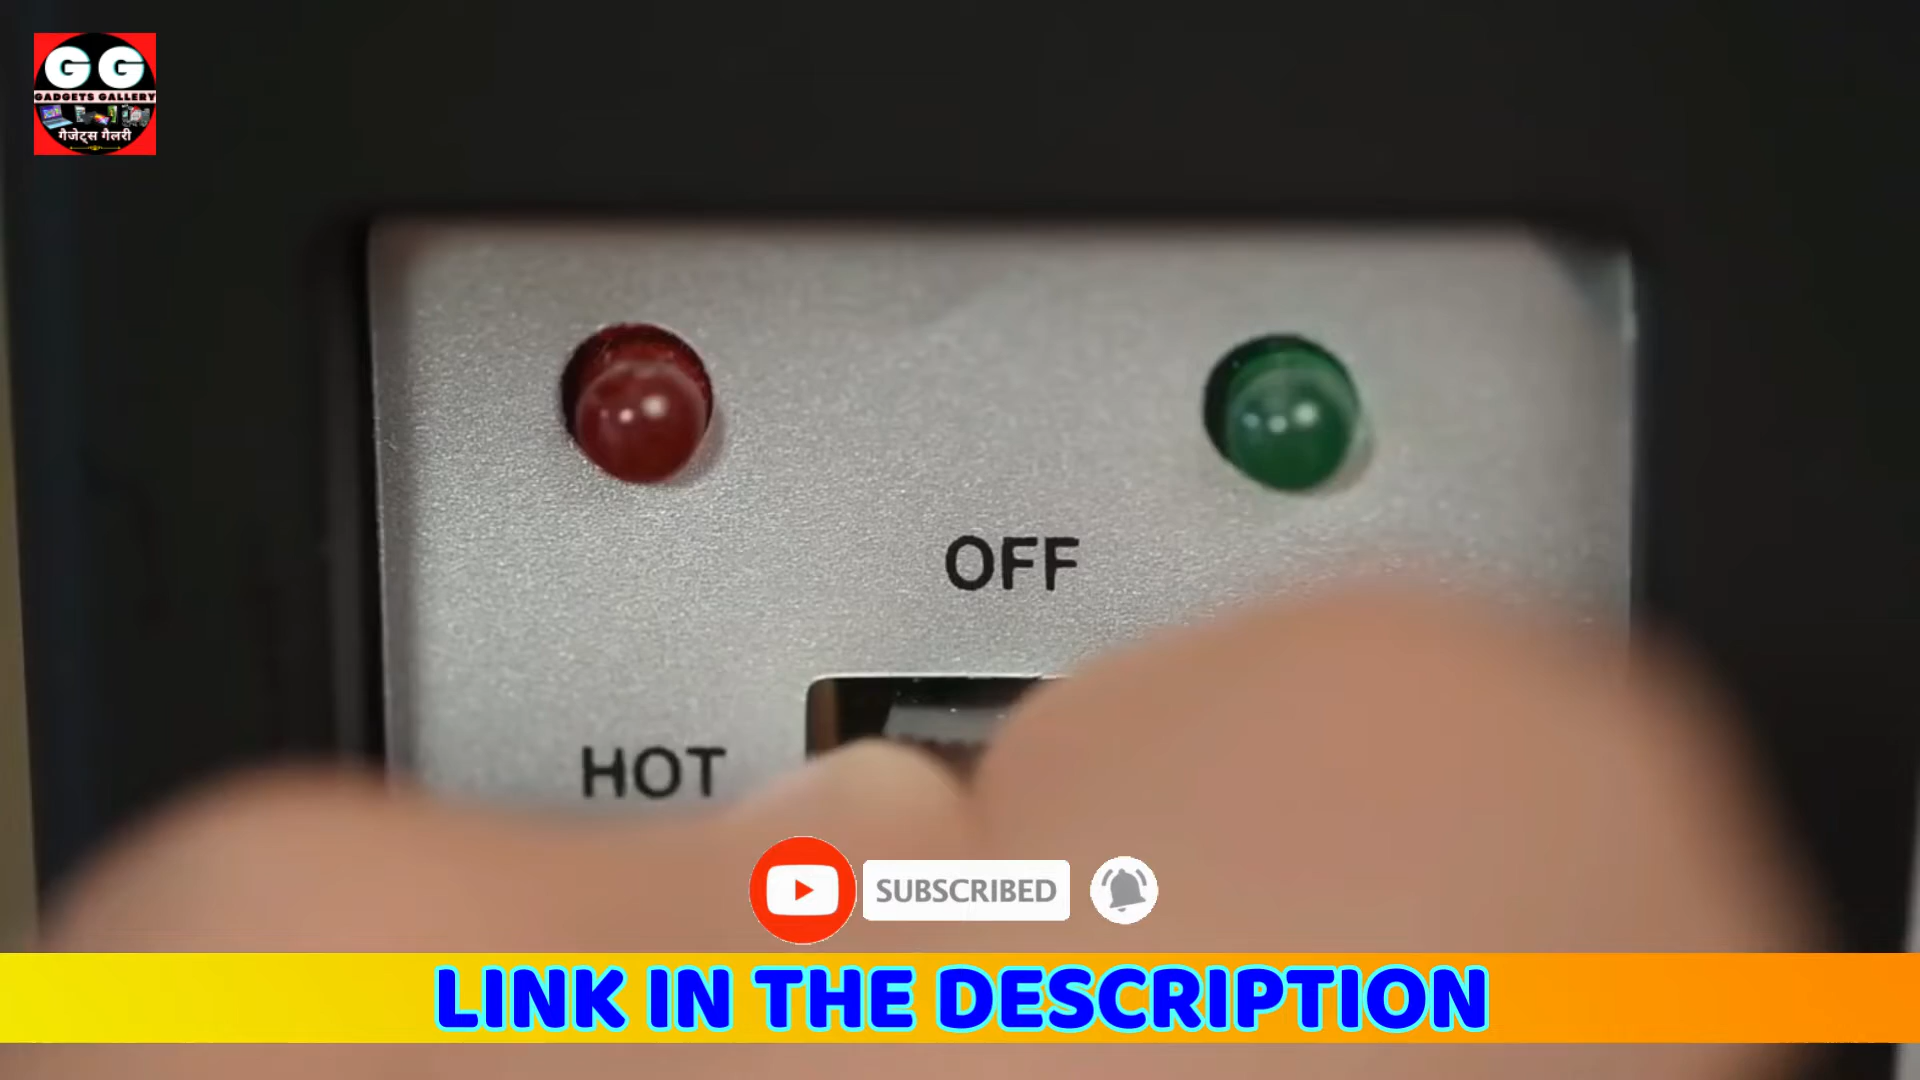 GG
GADGETS GALLERY
गैजेट्स गैलरी
OFF
HOT
SUBSCRIBED
LINK IN THE DESCRIPTION